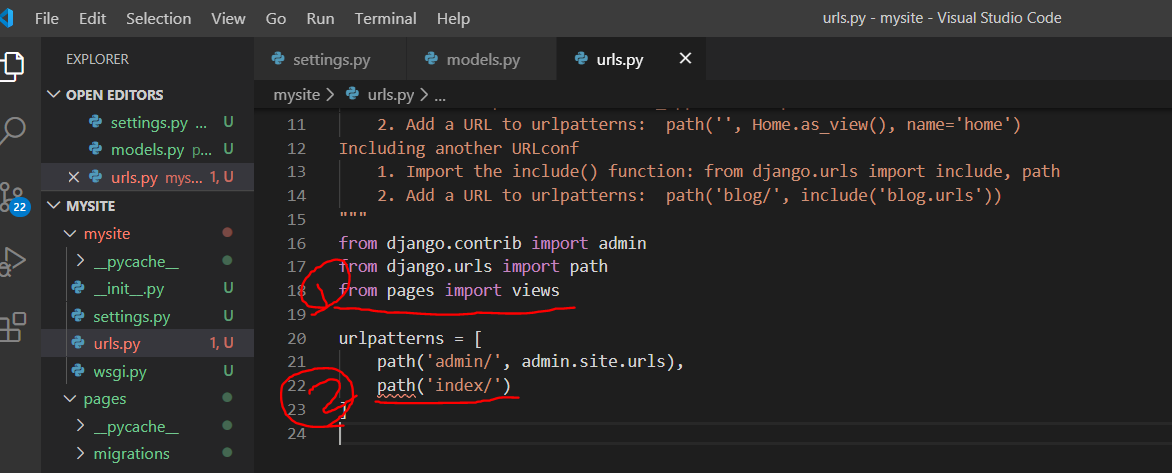 File Edit Selection View Go Run Terminal Help
urls.py - mysite - Visual Studio Code
EXPLORER
OPEN EDITORS
settings.py ... U
models.py p... U
urls.py mys... 1, U
MYSITE
mysite
__pycache__
__init__.py U
settings.py U
urls.py 1, U
wsgi.py U
pages
__pycache__
migrations
22
settings.py
models.py
urls.py
mysite > urls.py > ...
11 2. Add a URL to urlpatterns:  path('', Home.as_view(), name='home')
12 Including another URLconf
13 1. Import the include() function: from django.urls import include, path
14 2. Add a URL to urlpatterns:  path('blog/', include('blog.urls'))
15 """
16 from django.contrib import admin
17 from django.urls import path
18 from pages import views
19
20 urlpatterns = [
21 path('admin/', admin.site.urls),
22 path('index/')
23 ]
24
1
2